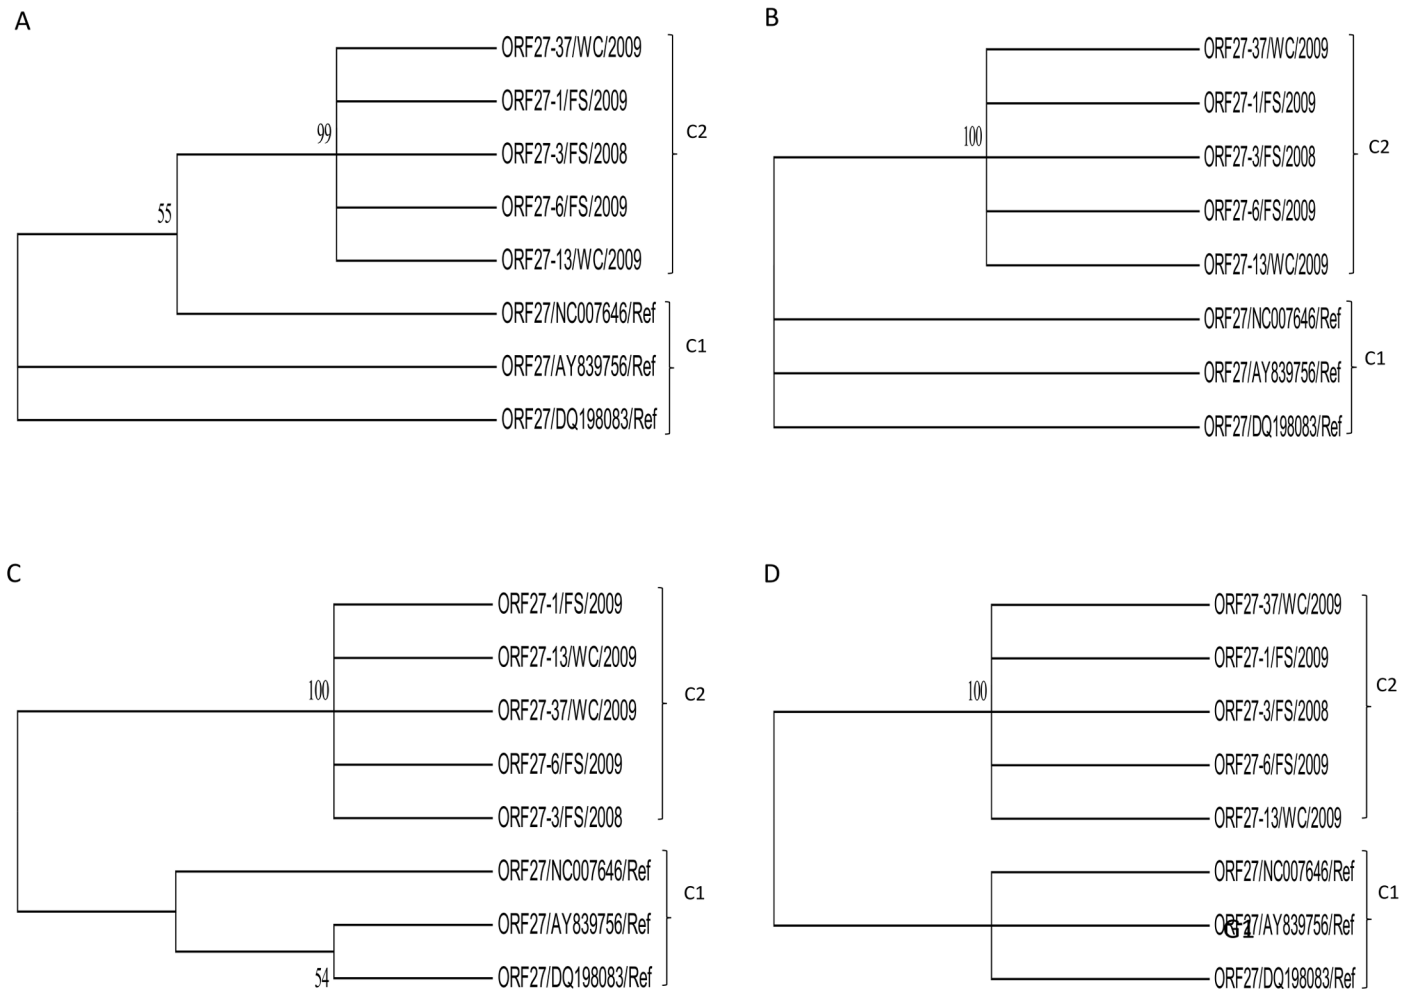 A
ORF27-37/WC/2009
ORF27-1/FS/2009
99
C2
ORF27-3/FS/2008
55
ORF27-6/FS/2009
ORF27-13/WC/2009
ORF27/NC007646/Ref
C1
ORF27/AY839756/Ref
ORF27/DQ198083/Ref
B
ORF27-37/WC/2009
ORF27-1/FS/2009
100
C2
ORF27-3/FS/2008
ORF27-6/FS/2009
ORF27-13/WC/2009
ORF27/NC007646/Ref
C1
ORF27/AY839756/Ref
ORF27/DQ198083/Ref
C
ORF27-1/FS/2009
ORF27-13/WC/2009
100
C2
ORF27-37/WC/2009
ORF27-6/FS/2009
ORF27-3/FS/2008
ORF27/NC007646/Ref
C1
ORF27/AY839756/Ref
54
ORF27/DQ198083/Ref
D
ORF27-37/WC/2009
ORF27-1/FS/2009
100
C2
ORF27-3/FS/2008
ORF27-6/FS/2009
ORF27-13/WC/2009
ORF27/NC007646/Ref
C1
ORF27/AY839756/Ref
ORF27/DQ198083/Ref